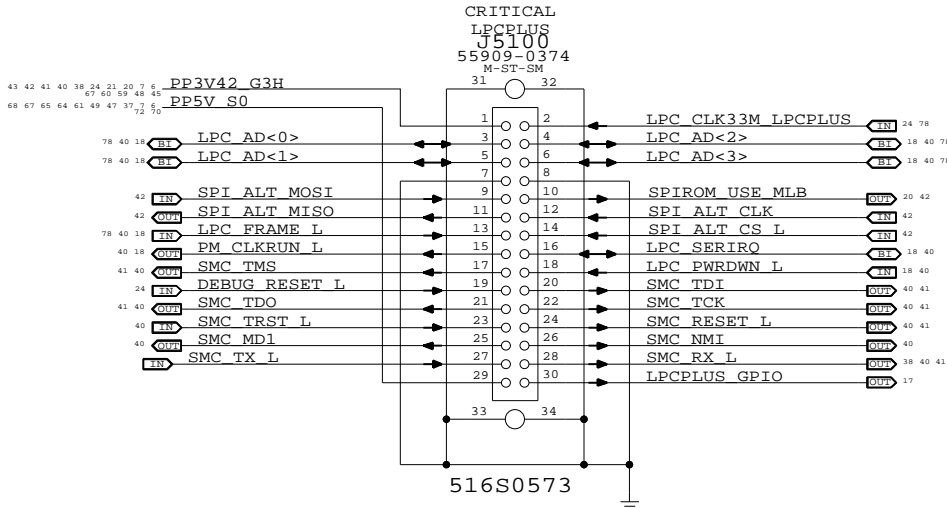 CRITICAL
LPCPLUS
J5100
55909-0374
M-ST-SM
31 32
43 42 41 40 38 24 21 20 7 6 PP3V42_G3H
67 60 59 48 45
68 67 65 64 61 49 47 37 7 6 PP5V_S0
72 70
1 2 LPC_CLK33M_LPCPLUS IN 24 78
78 40 18 BI LPC_AD<0> 3 4 LPC_AD<2> BI 18 40 78
78 40 18 BI LPC_AD<1> 5 6 LPC_AD<3> BI 18 40 78
7 8
42 IN SPI_ALT_MOSI 9 10 SPIROM_USE_MLB OUT 20 42
42 OUT SPI_ALT_MISO 11 12 SPI_ALT_CLK IN 42
78 40 18 IN LPC_FRAME_L 13 14 SPI_ALT_CS_L IN 42
40 18 OUT PM_CLKRUN_L 15 16 LPC_SERIRQ BI 18 40
41 40 OUT SMC_TMS 17 18 LPC_PWRDWN_L IN 18 40
24 IN DEBUG_RESET_L 19 20 SMC_TDI OUT 40 41
41 40 OUT SMC_TDO 21 22 SMC_TCK OUT 40 41
40 IN SMC_TRST_L 23 24 SMC_RESET_L OUT 40 41
40 OUT SMC_MD1 25 26 SMC_NMI OUT 40
IN SMC_TX_L 27 28 SMC_RX_L OUT 38 40 41
29 30 LPCPLUS_GPIO OUT 17
33 34
516S0573